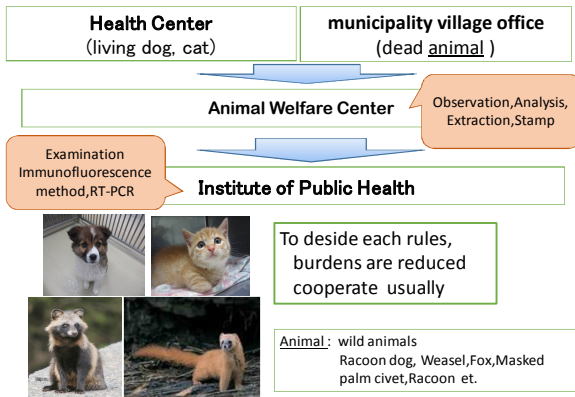 Health Center
(living dog, cat)
municipality village office
(dead animal )
Animal Welfare Center
Observation,Analysis,
Extraction,Stamp
Examination
Immunofluorescence
method,RT-PCR
Institute of Public Health
To deside each rules,
burdens are reduced
cooperate usually
Animal : wild animals
Racoon dog, Weasel,Fox,Masked
palm civet,Racoon et.